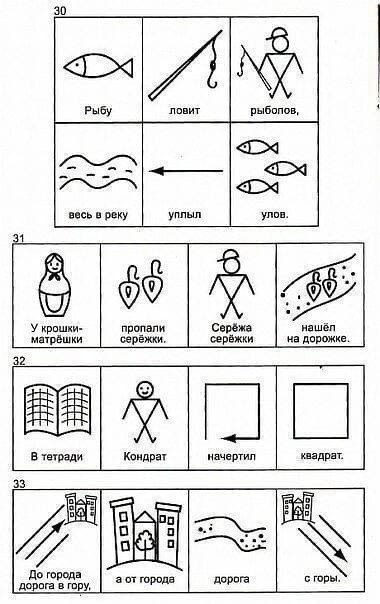 30
Рыбу
ловит
рыболов,
весь в реку
уплыл
улов.
31
У крошки-
матрёшки
пропали
серёжки.
Серёжа
серёжки
нашёл
на дорожке.
32
В тетради
Кондрат
начертил
квадрат.
33
До города
дорога в гору,
а от города
дорога
с горы.